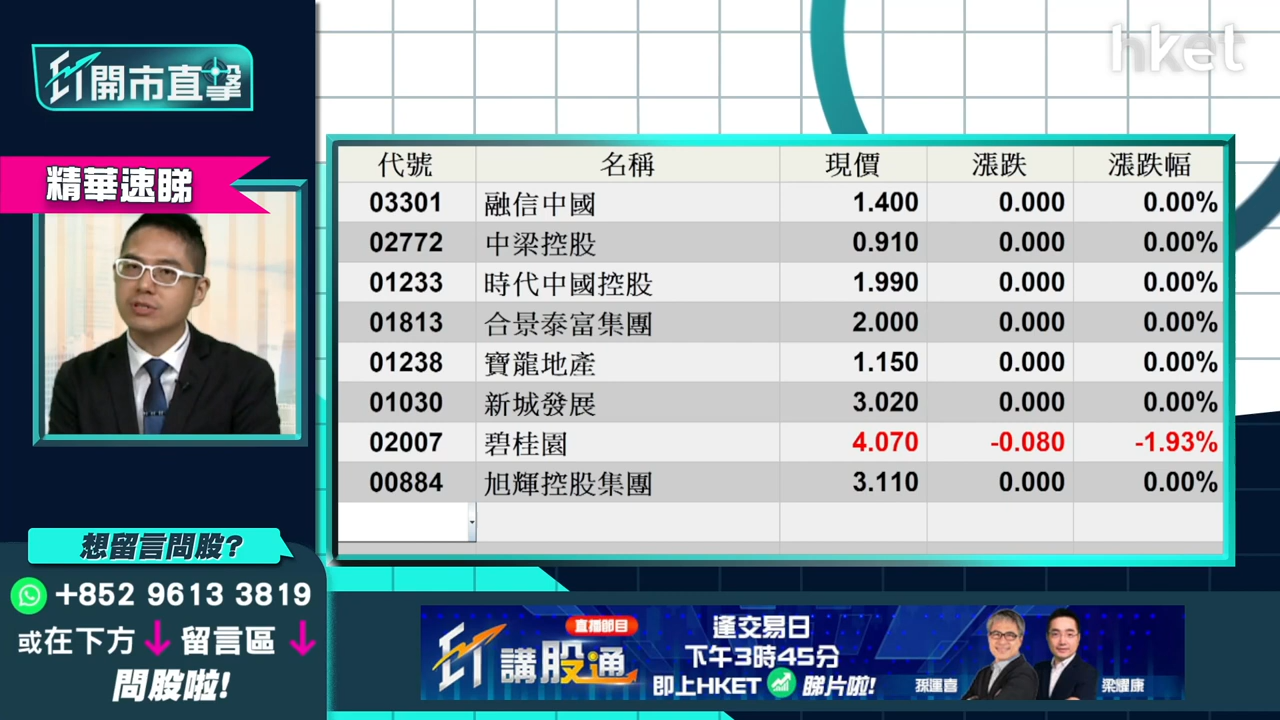 hket
ET開市直擊
精華速睇
代號 名稱 現價 漲跌 漲跌幅
03301 融信中國 1.400 0.000 0.00%
02772 中梁控股 0.910 0.000 0.00%
01233 時代中國控股 1.990 0.000 0.00%
01813 合景泰富集團 2.000 0.000 0.00%
01238 寶龍地產 1.150 0.000 0.00%
01030 新城發展 3.020 0.000 0.00%
02007 碧桂園 4.070 -0.080 -1.93%
00884 旭輝控股集團 3.110 0.000 0.00%
想留言問股?
+852 9613 3819
或在下方↓留言區↓
問股啦!
直播節目
ET講股通
逢交易日
下午3時45分
即上HKET 睇片啦!
孫運喜
梁耀康